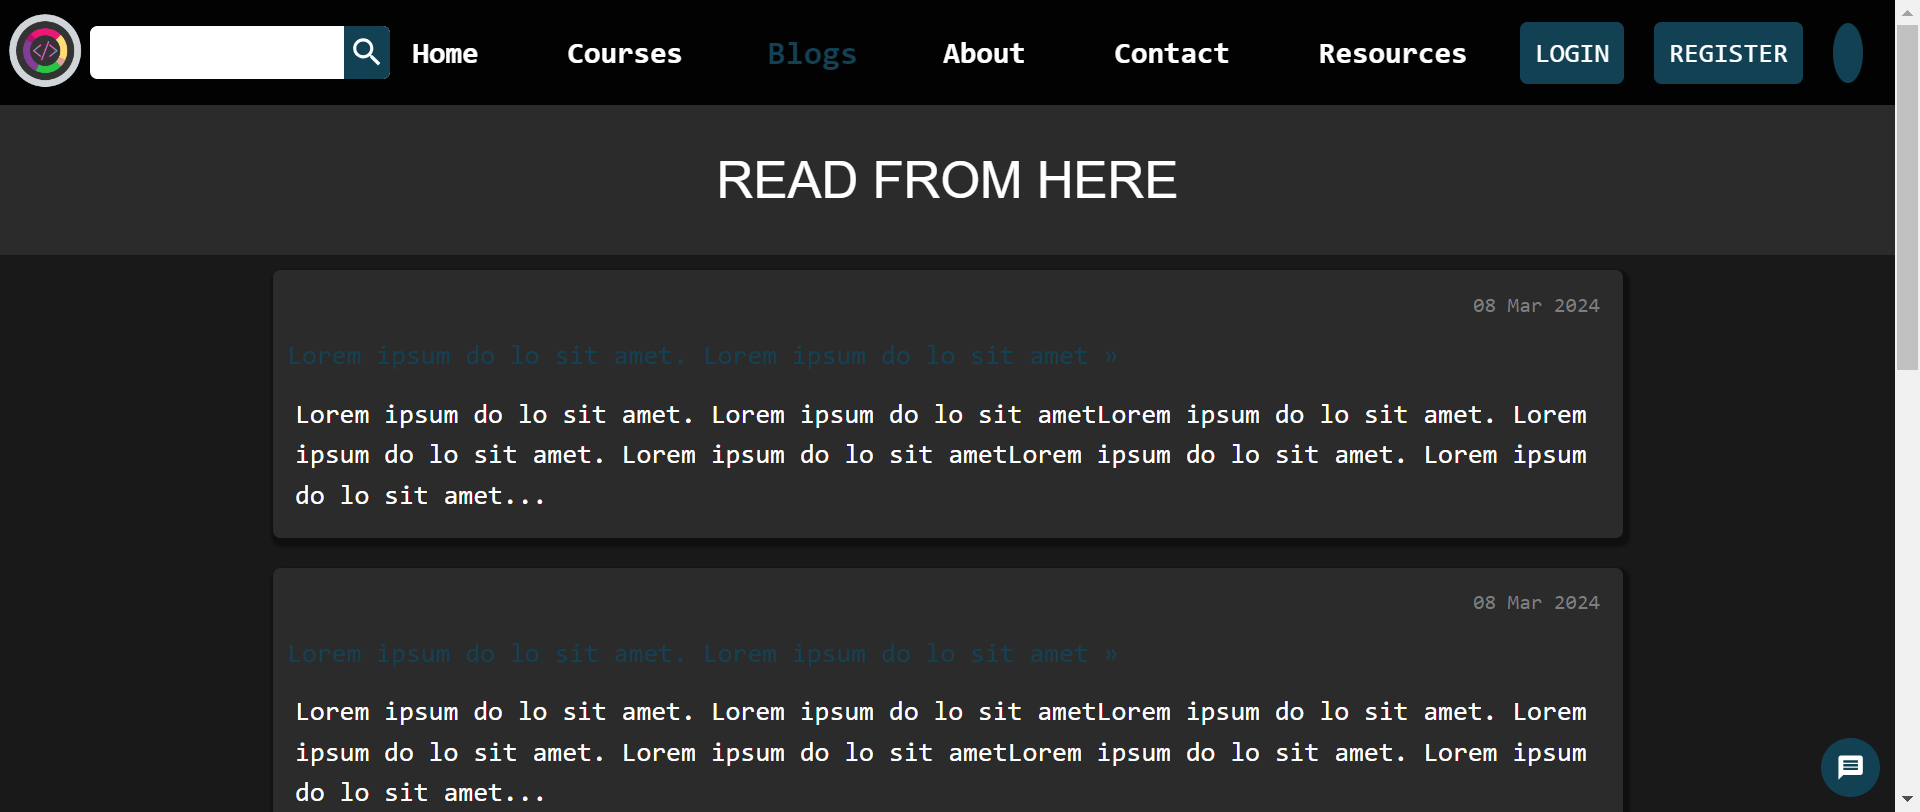 </>
Home Courses Blogs About Contact Resources LOGIN REGISTER
READ FROM HERE
08 Mar 2024
Lorem ipsum do lo sit amet. Lorem ipsum do lo sit amet »
Lorem ipsum do lo sit amet. Lorem ipsum do lo sit ametLorem ipsum do lo sit amet. Lorem
ipsum do lo sit amet. Lorem ipsum do lo sit ametLorem ipsum do lo sit amet. Lorem ipsum
do lo sit amet...
08 Mar 2024
Lorem ipsum do lo sit amet. Lorem ipsum do lo sit amet »
Lorem ipsum do lo sit amet. Lorem ipsum do lo sit ametLorem ipsum do lo sit amet. Lorem
ipsum do lo sit amet. Lorem ipsum do lo sit ametLorem ipsum do lo sit amet. Lorem ipsum
do lo sit amet...